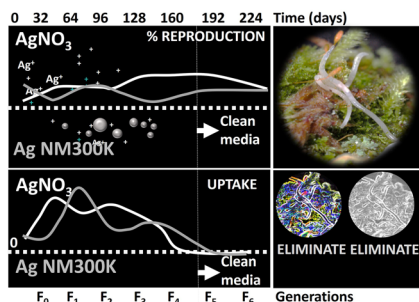 0 32 64 96 128 160 192 224 Time (days)
AgNO3 % REPRODUCTION
Ag+
Ag+
Ag+
Clean
media
Ag NM300K
AgNO3 UPTAKE
0
Ag NM300K
Clean
media
ELIMINATE ELIMINATE
F0 F1 F2 F3 F4 F5 F6 Generations